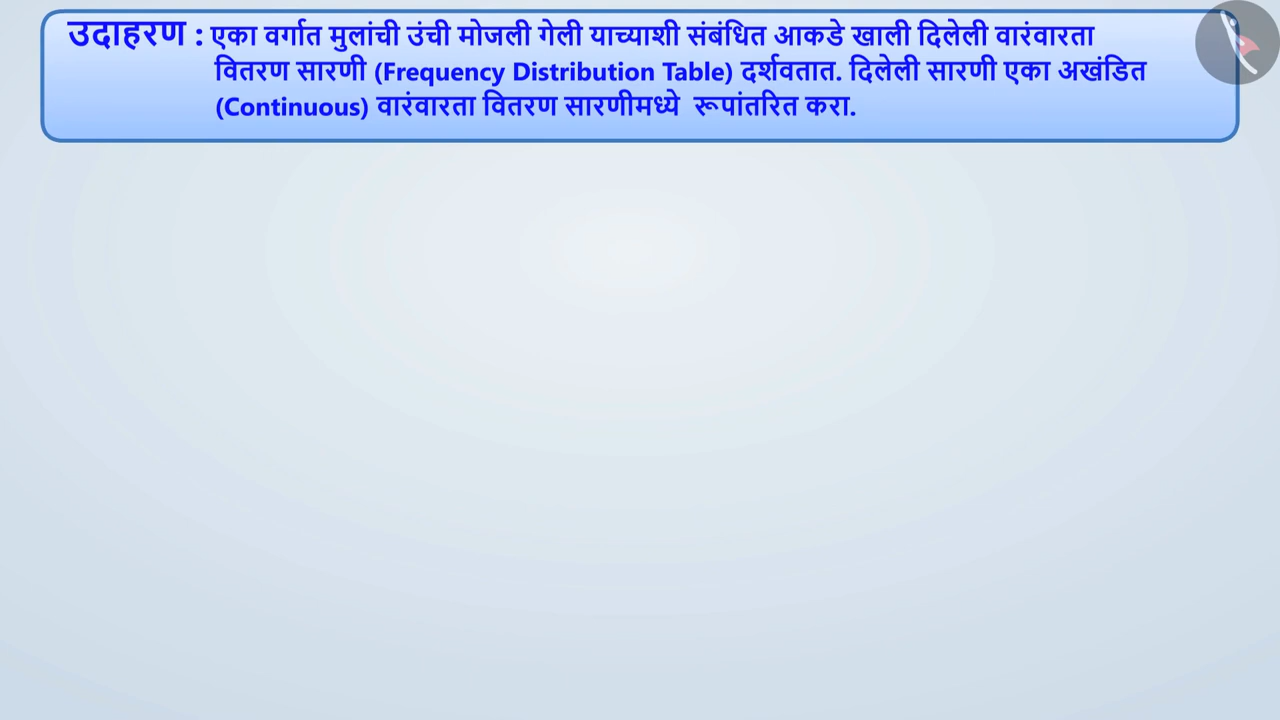 उदाहरण : एका वर्गात मुलांची उंची मोजली गेली याच्याशी संबंधित आकडे खाली दिलेली वारंवारता
वितरण सारणी (Frequency Distribution Table) दर्शवतात. दिलेली सारणी एका अखंडित
(Continuous) वारंवारता वितरण सारणीमध्ये रूपांतरित करा.